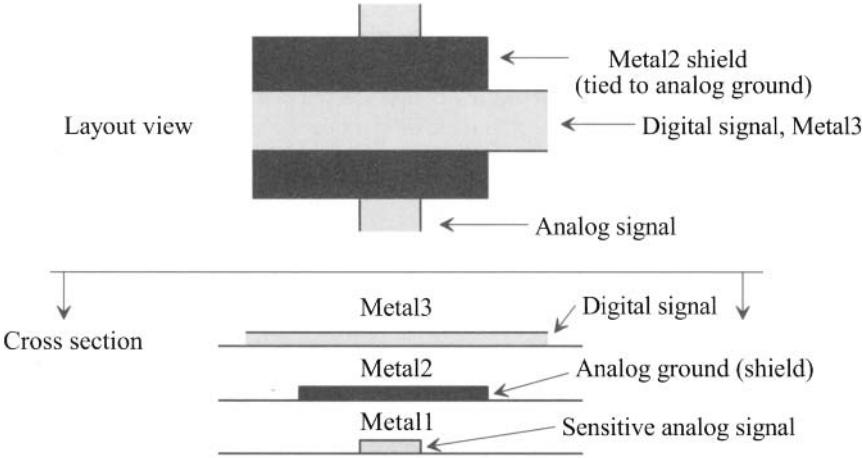 Metal2 shield
(tied to analog ground)
Layout view
Digital signal, Metal3
Analog signal
Metal3
Digital signal
Cross section
Metal2
Analog ground (shield)
Metal1
Sensitive analog signal